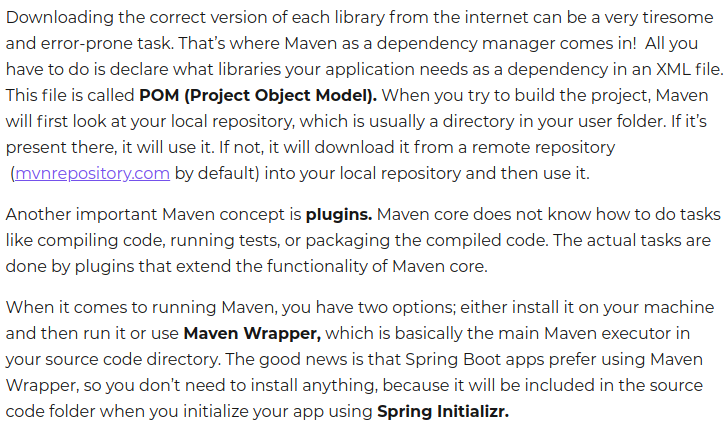 Downloading the correct version of each library from the internet can be a very tiresome
and error-prone task. That’s where Maven as a dependency manager comes in!  All you
have to do is declare what libraries your application needs as a dependency in an XML file.
This file is called POM (Project Object Model). When you try to build the project, Maven
will first look at your local repository, which is usually a directory in your user folder. If it’s
present there, it will use it. If not, it will download it from a remote repository
(mvnrepository.com by default) into your local repository and then use it.
Another important Maven concept is plugins. Maven core does not know how to do tasks
like compiling code, running tests, or packaging the compiled code. The actual tasks are
done by plugins that extend the functionality of Maven core.
When it comes to running Maven, you have two options; either install it on your machine
and then run it or use Maven Wrapper, which is basically the main Maven executor in
your source code directory. The good news is that Spring Boot apps prefer using Maven
Wrapper, so you don’t need to install anything, because it will be included in the source
code folder when you initialize your app using Spring Initializr.